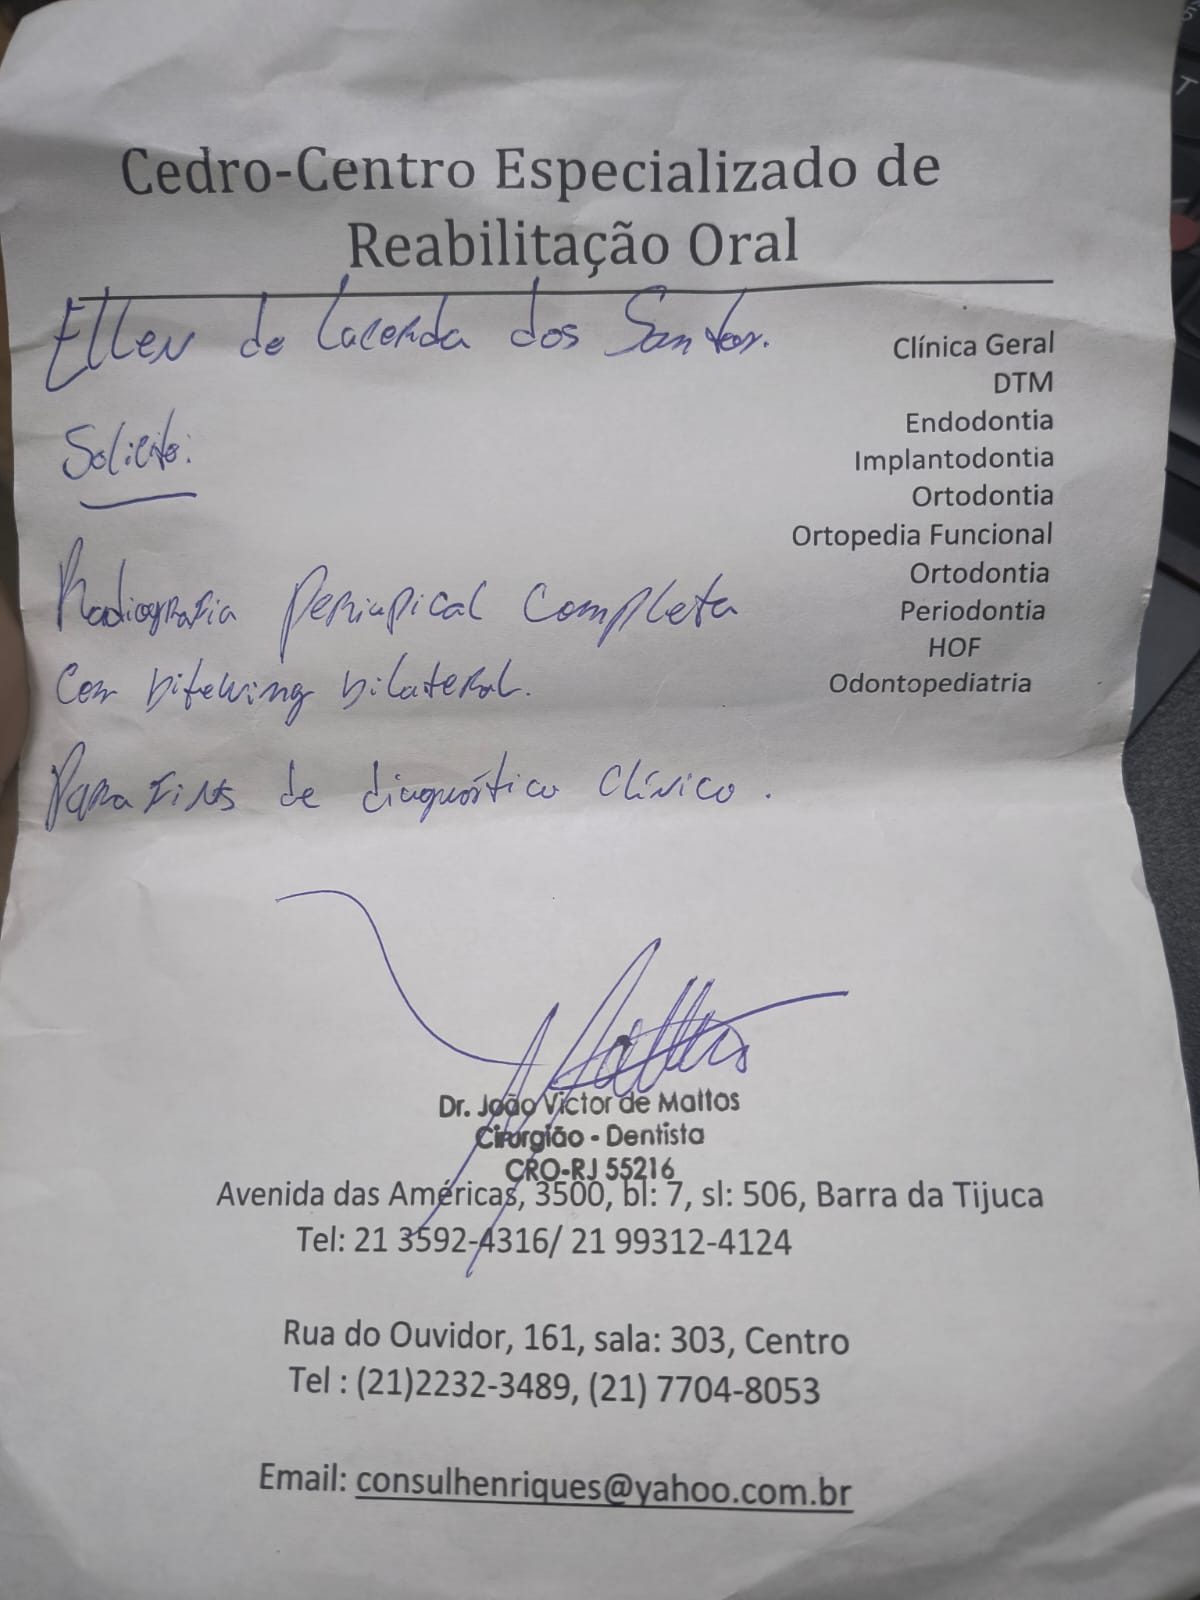 Cedro-Centro Especializado de
Reabilitação Oral
Ellen de Lacerda dos Santos.
Solicito:
Radiografia Periapical Completa
Com bitewing bilateral.
Para fins de diagnóstico Clínico.
Clínica Geral
DTM
Endodontia
Implantodontia
Ortodontia
Ortopedia Funcional
Ortodontia
Periodontia
HOF
Odontopediatria
Dr. João Victor de Mattos
Cirurgião - Dentista
CRO-RJ 55216
Avenida das Américas, 3500, bl: 7, sl: 506, Barra da Tijuca
Tel: 21 3592-4316/ 21 99312-4124
Rua do Ouvidor, 161, sala: 303, Centro
Tel : (21)2232-3489, (21) 7704-8053
Email: consulhenriques@yahoo.com.br